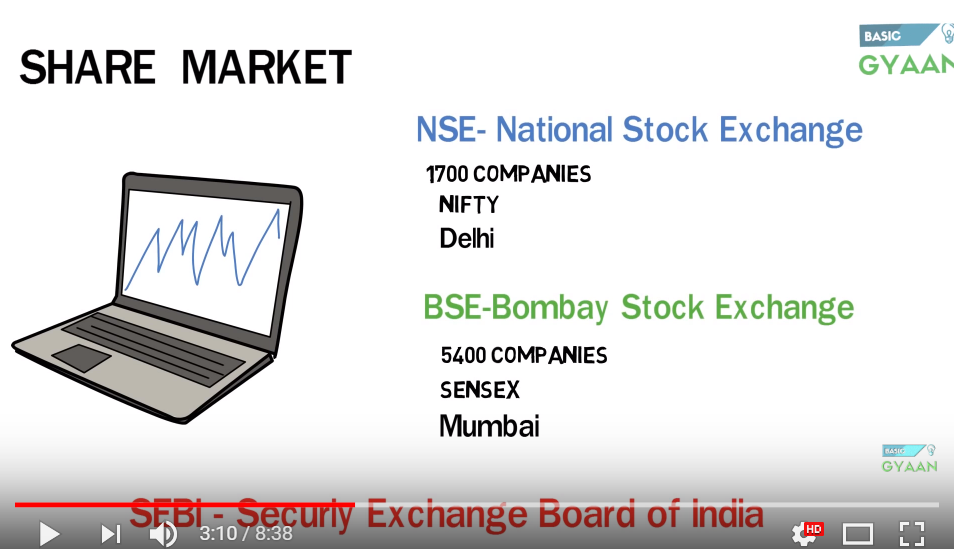 SHARE MARKET
BASIC
GYAAN
NSE- National Stock Exchange
1700 COMPANIES
NIFTY
Delhi
BSE-Bombay Stock Exchange
5400 COMPANIES
SENSEX
Mumbai
BASIC
GYAAN
SEBI - Securiy Exchange Board of India
3:10 / 8:38
HD